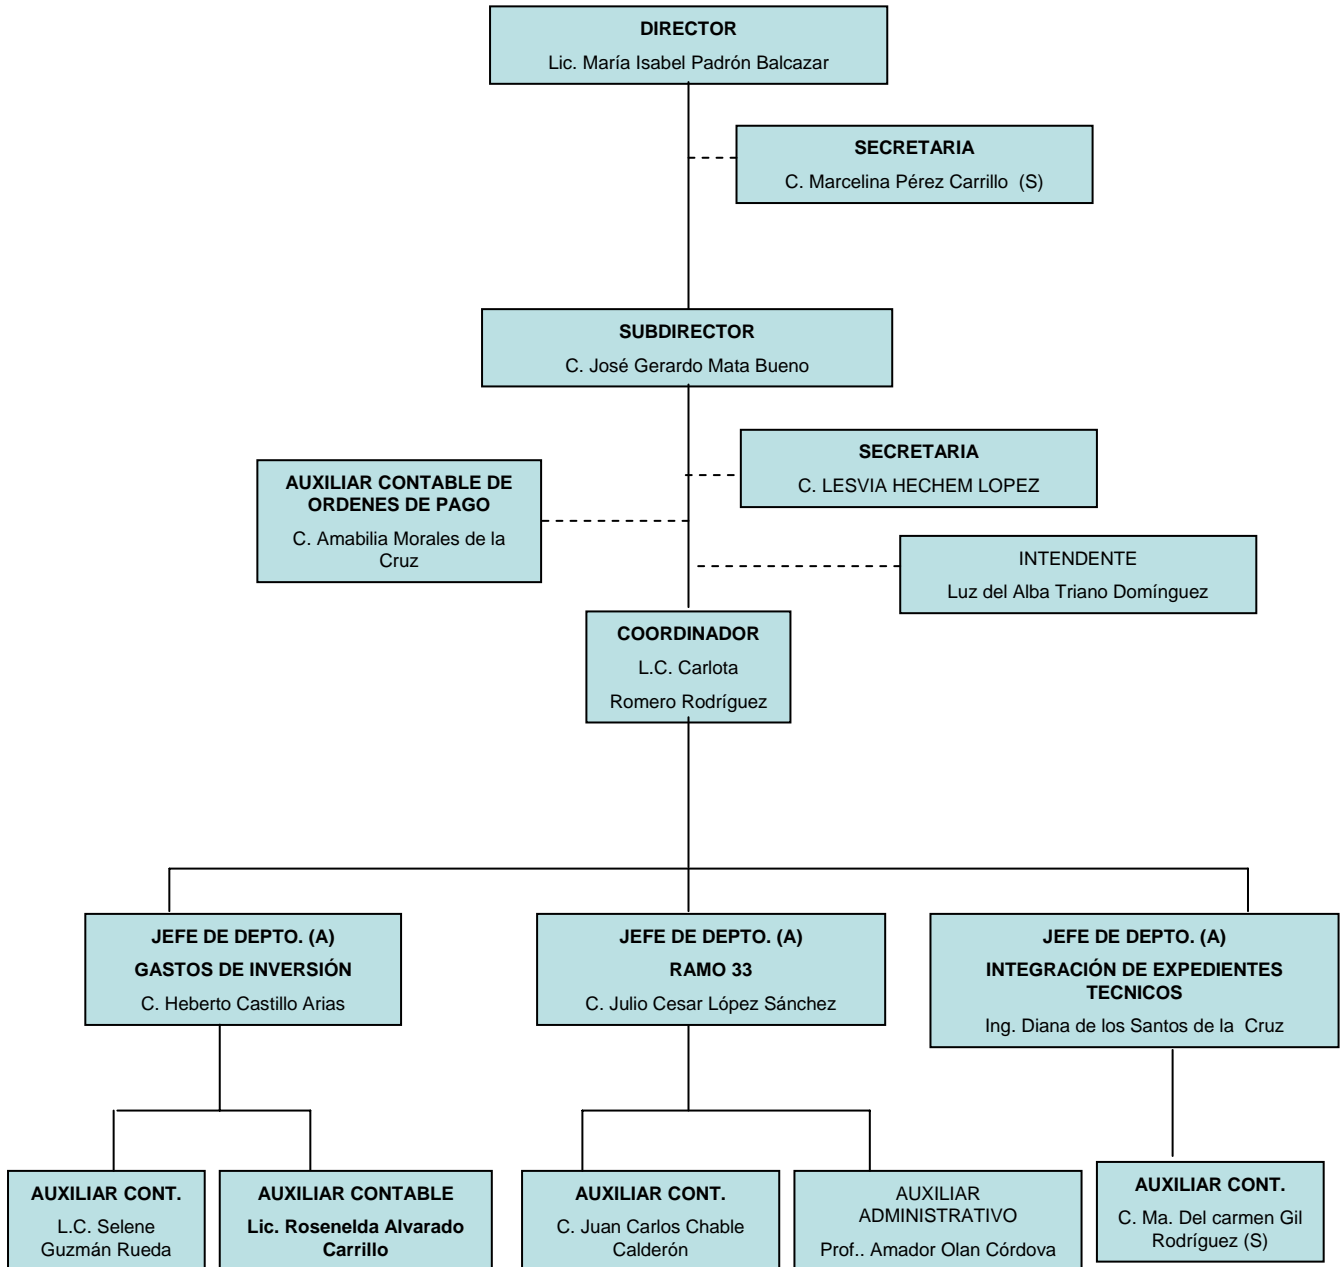 DIRECTOR
Lic. María Isabel Padrón Balcazar
SECRETARIA
C. Marcelina Pérez Carrillo  (S)
SUBDIRECTOR
C. José Gerardo Mata Bueno
SECRETARIA
C. LESVIA HECHEM LOPEZ
AUXILIAR CONTABLE DE
ORDENES DE PAGO
C. Amabilia Morales de la
Cruz
INTENDENTE
Luz del Alba Triano Domínguez
COORDINADOR
L.C. Carlota
Romero Rodríguez
JEFE DE DEPTO. (A)
GASTOS DE INVERSIÓN
C. Heberto Castillo Arias
JEFE DE DEPTO. (A)
RAMO 33
C. Julio Cesar López Sánchez
JEFE DE DEPTO. (A)
INTEGRACIÓN DE EXPEDIENTES
TECNICOS
Ing. Diana de los Santos de la  Cruz
AUXILIAR CONT.
L.C. Selene
Guzmán Rueda
AUXILIAR CONTABLE
Lic. Rosenelda Alvarado
Carrillo
AUXILIAR CONT.
C. Juan Carlos Chable
Calderón
AUXILIAR
ADMINISTRATIVO
Prof.. Amador Olan Córdova
AUXILIAR CONT.
C. Ma. Del carmen Gil
Rodríguez (S)